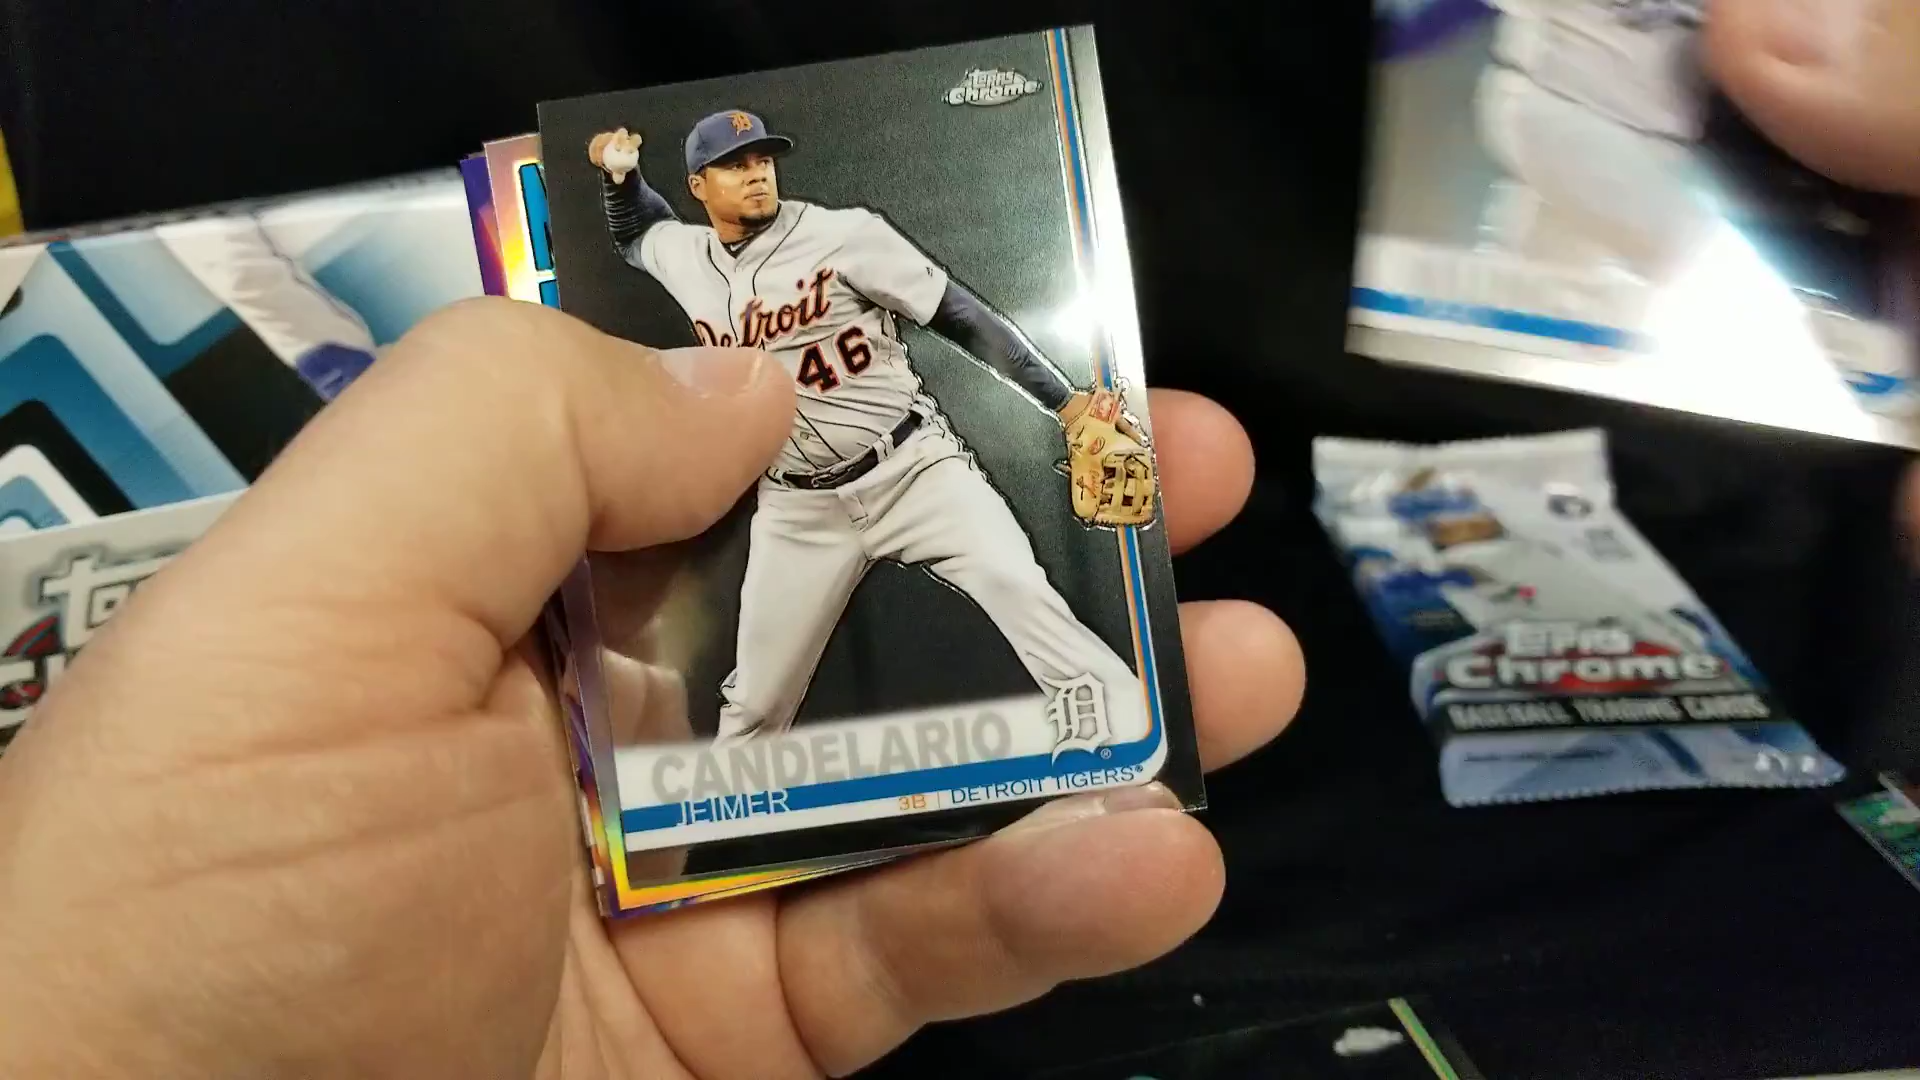 Topps
Chrome
Detroit
46
CANDELARIO
JEIMER
3B | DETROIT TIGERS®
Topps
Chrome
BASEBALL TRADING CARDS